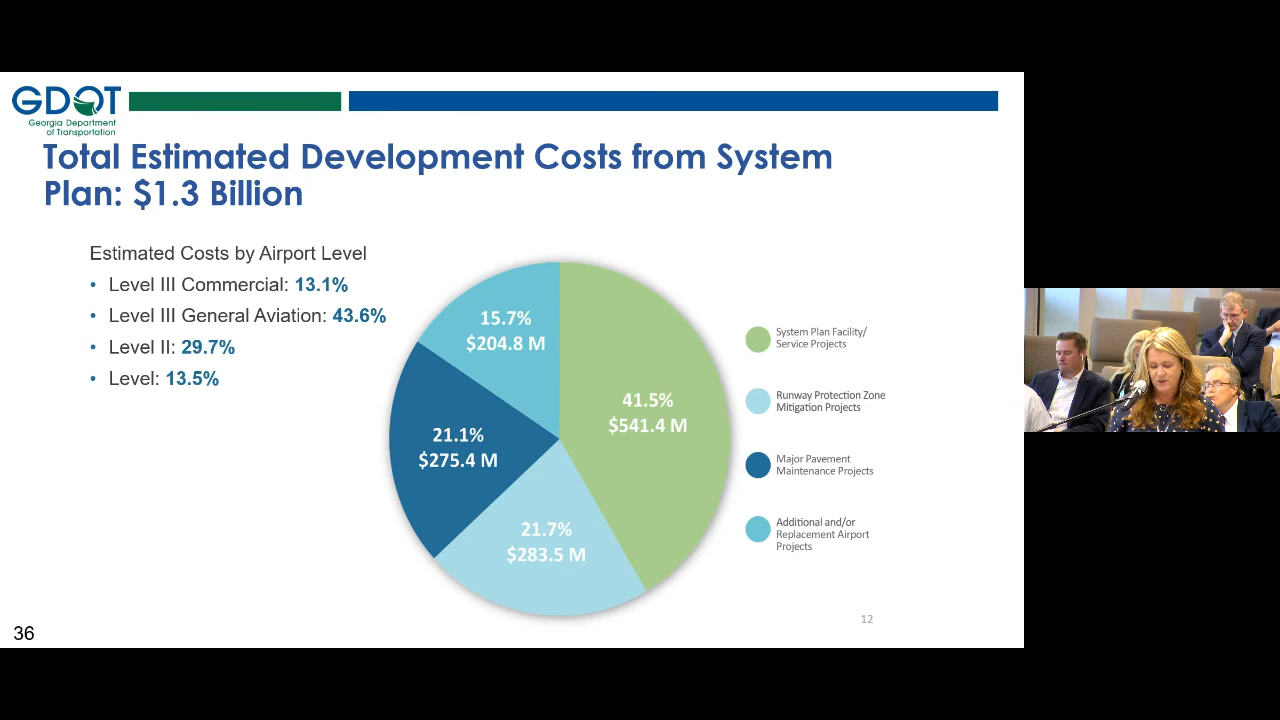 GDOT
Georgia Department
of Transportation
Total Estimated Development Costs from System
Plan: $1.3 Billion
Estimated Costs by Airport Level
• Level III Commercial: 13.1%
• Level III General Aviation: 43.6%
• Level II: 29.7%
• Level: 13.5%
15.7%
$204.8 M
41.5%
$541.4 M
21.1%
$275.4 M
21.7%
$283.5 M
System Plan Facility/
Service Projects
Runway Protection Zone
Mitigation Projects
Major Pavement
Maintenance Projects
Additional and/or
Replacement Airport
Projects
12
36